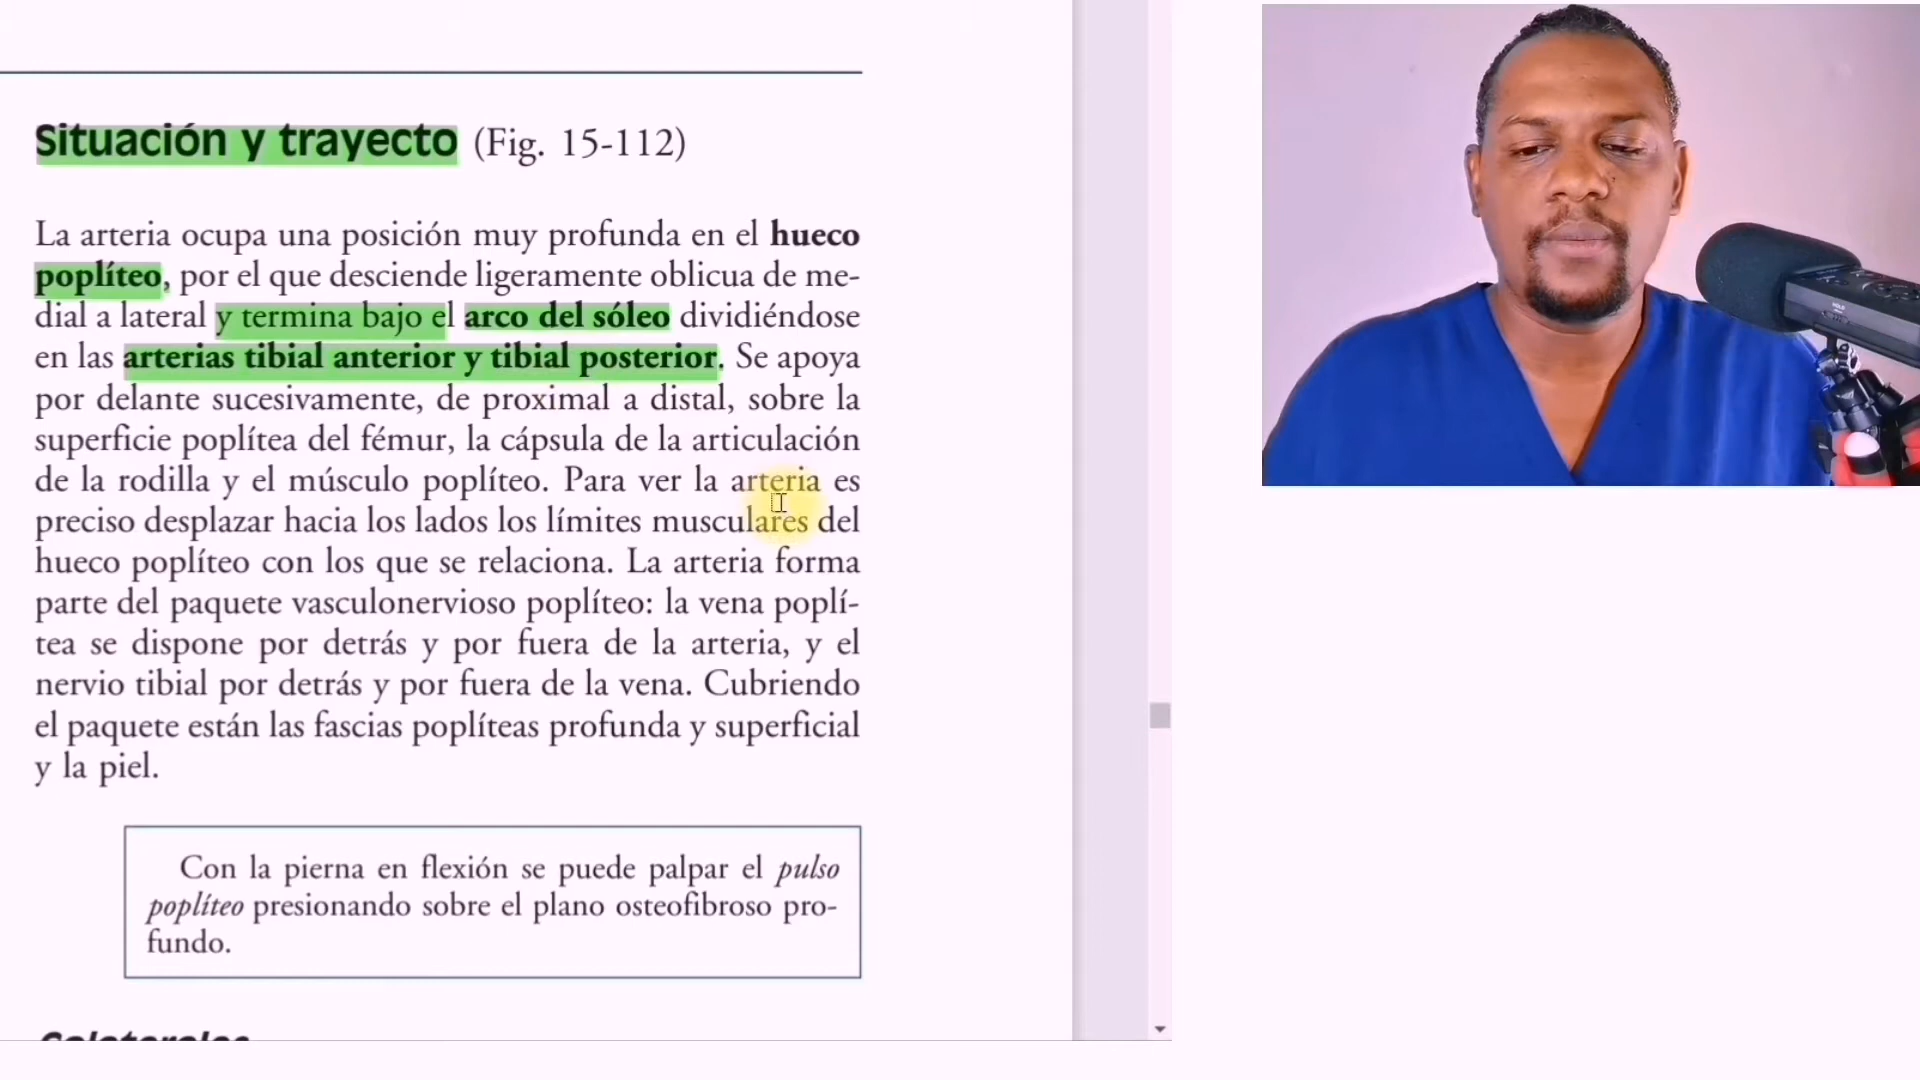 Situación y trayecto (Fig. 15-112)
La arteria ocupa una posición muy profunda en el hueco
poplíteo, por el que desciende ligeramente oblicua de me-
dial a lateral y termina bajo el arco del sóleo dividiéndose
en las arterias tibial anterior y tibial posterior. Se apoya
por delante sucesivamente, de proximal a distal, sobre la
superficie poplítea del fémur, la cápsula de la articulación
de la rodilla y el músculo poplíteo. Para ver la arteria es
preciso desplazar hacia los lados los límites musculares del
hueco poplíteo con los que se relaciona. La arteria forma
parte del paquete vasculonervioso poplíteo: la vena poplí-
tea se dispone por detrás y por fuera de la arteria, y el
nervio tibial por detrás y por fuera de la vena. Cubriendo
el paquete están las fascias poplíteas profunda y superficial
y la piel.
Con la pierna en flexión se puede palpar el pulso
poplíteo presionando sobre el plano osteofibroso pro-
fundo.
Colaterales